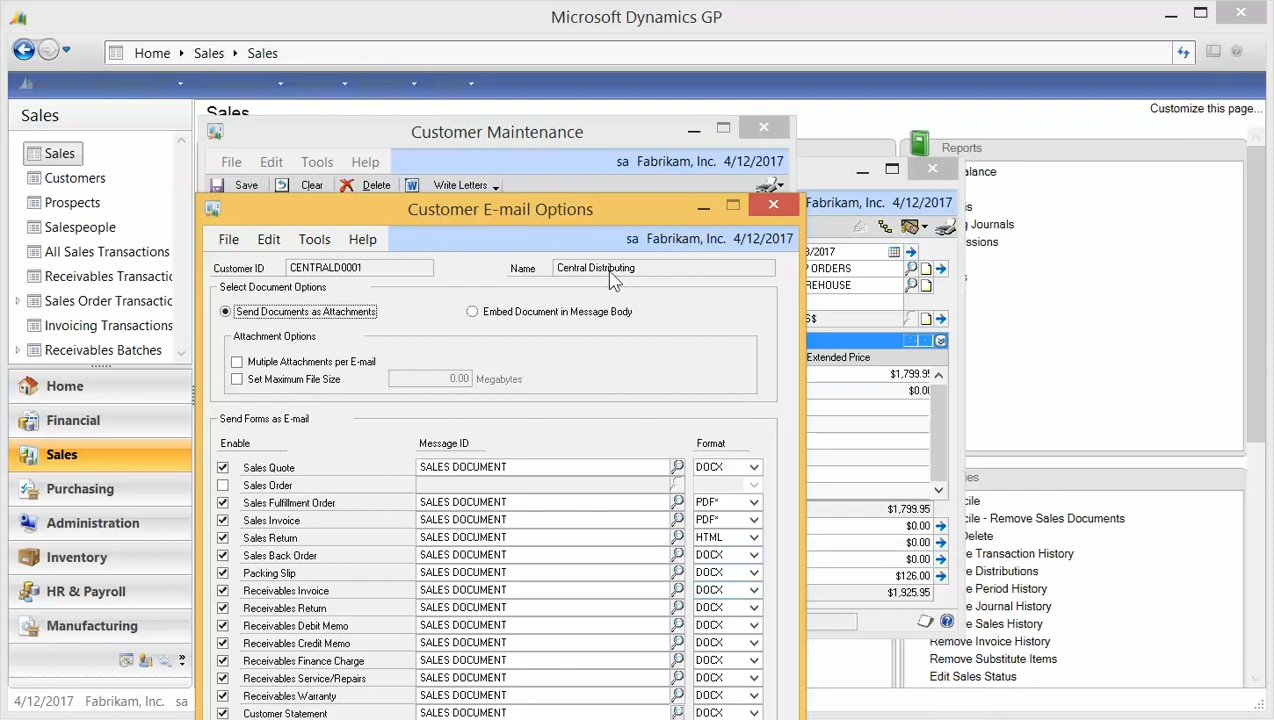 Microsoft Dynamics GP
Home Sales Sales
Sales
Customize this page...
Sales
Customers
Prospects
Salespeople
All Sales Transactions
Receivables Transac
Sales Order Transactic
Invoicing Transactions
Receivables Batches
Home
Financial
Sales
Purchasing
Administration
Inventory
HR & Payroll
Manufacturing
4/12/2017 Fabrikam, Inc. sa
Sales
Customer Maintenance
File Edit Tools Help sa Fabrikam, Inc. 4/12/2017
Save Clear Delete Write Letters
Customer E-mail Options
File Edit Tools Help sa Fabrikam, Inc. 4/12/2017
Customer ID CENTRALD0001 Name Central Distributing
Select Document Options
Send Documents as Attachments Embed Document in Message Body
Attachment Options
Mutiple Attachments per E-mail
Set Maximum File Size 0.00 Megabytes
Send Forms as E-mail
Enable Message ID Format
Sales Quote SALES DOCUMENT DOCX
Sales Order
Sales Fulfillment Order SALES DOCUMENT PDF*
Sales Invoice SALES DOCUMENT PDF*
Sales Return SALES DOCUMENT HTML
Sales Back Order SALES DOCUMENT DOCX
Packing Slip SALES DOCUMENT DOCX
Receivables Invoice SALES DOCUMENT DOCX
Receivables Return SALES DOCUMENT DOCX
Receivables Debit Memo SALES DOCUMENT DOCX
Receivables Credit Memo SALES DOCUMENT DOCX
Receivables Finance Charge SALES DOCUMENT DOCX
Receivables Service/Repairs SALES DOCUMENT DOCX
Receivables Warranty SALES DOCUMENT DOCX
Customer Statement SALES DOCUMENT DOCX
Fabrikam, Inc. 4/12/2017
/2017
P ORDERS
REHOUSE
$
Extended Price
$1,799.95
$0.00
$1,799.95
$0.00
$0.00
$0.00
$126.00
$1,925.95
Reports
alance
s
g Journals
ssions
es
cile
cile - Remove Sales Documents
Delete
e Transaction History
e Distributions
e Period History
e Journal History
e Sales History
Remove Invoice History
Remove Substitute Items
Edit Sales Status